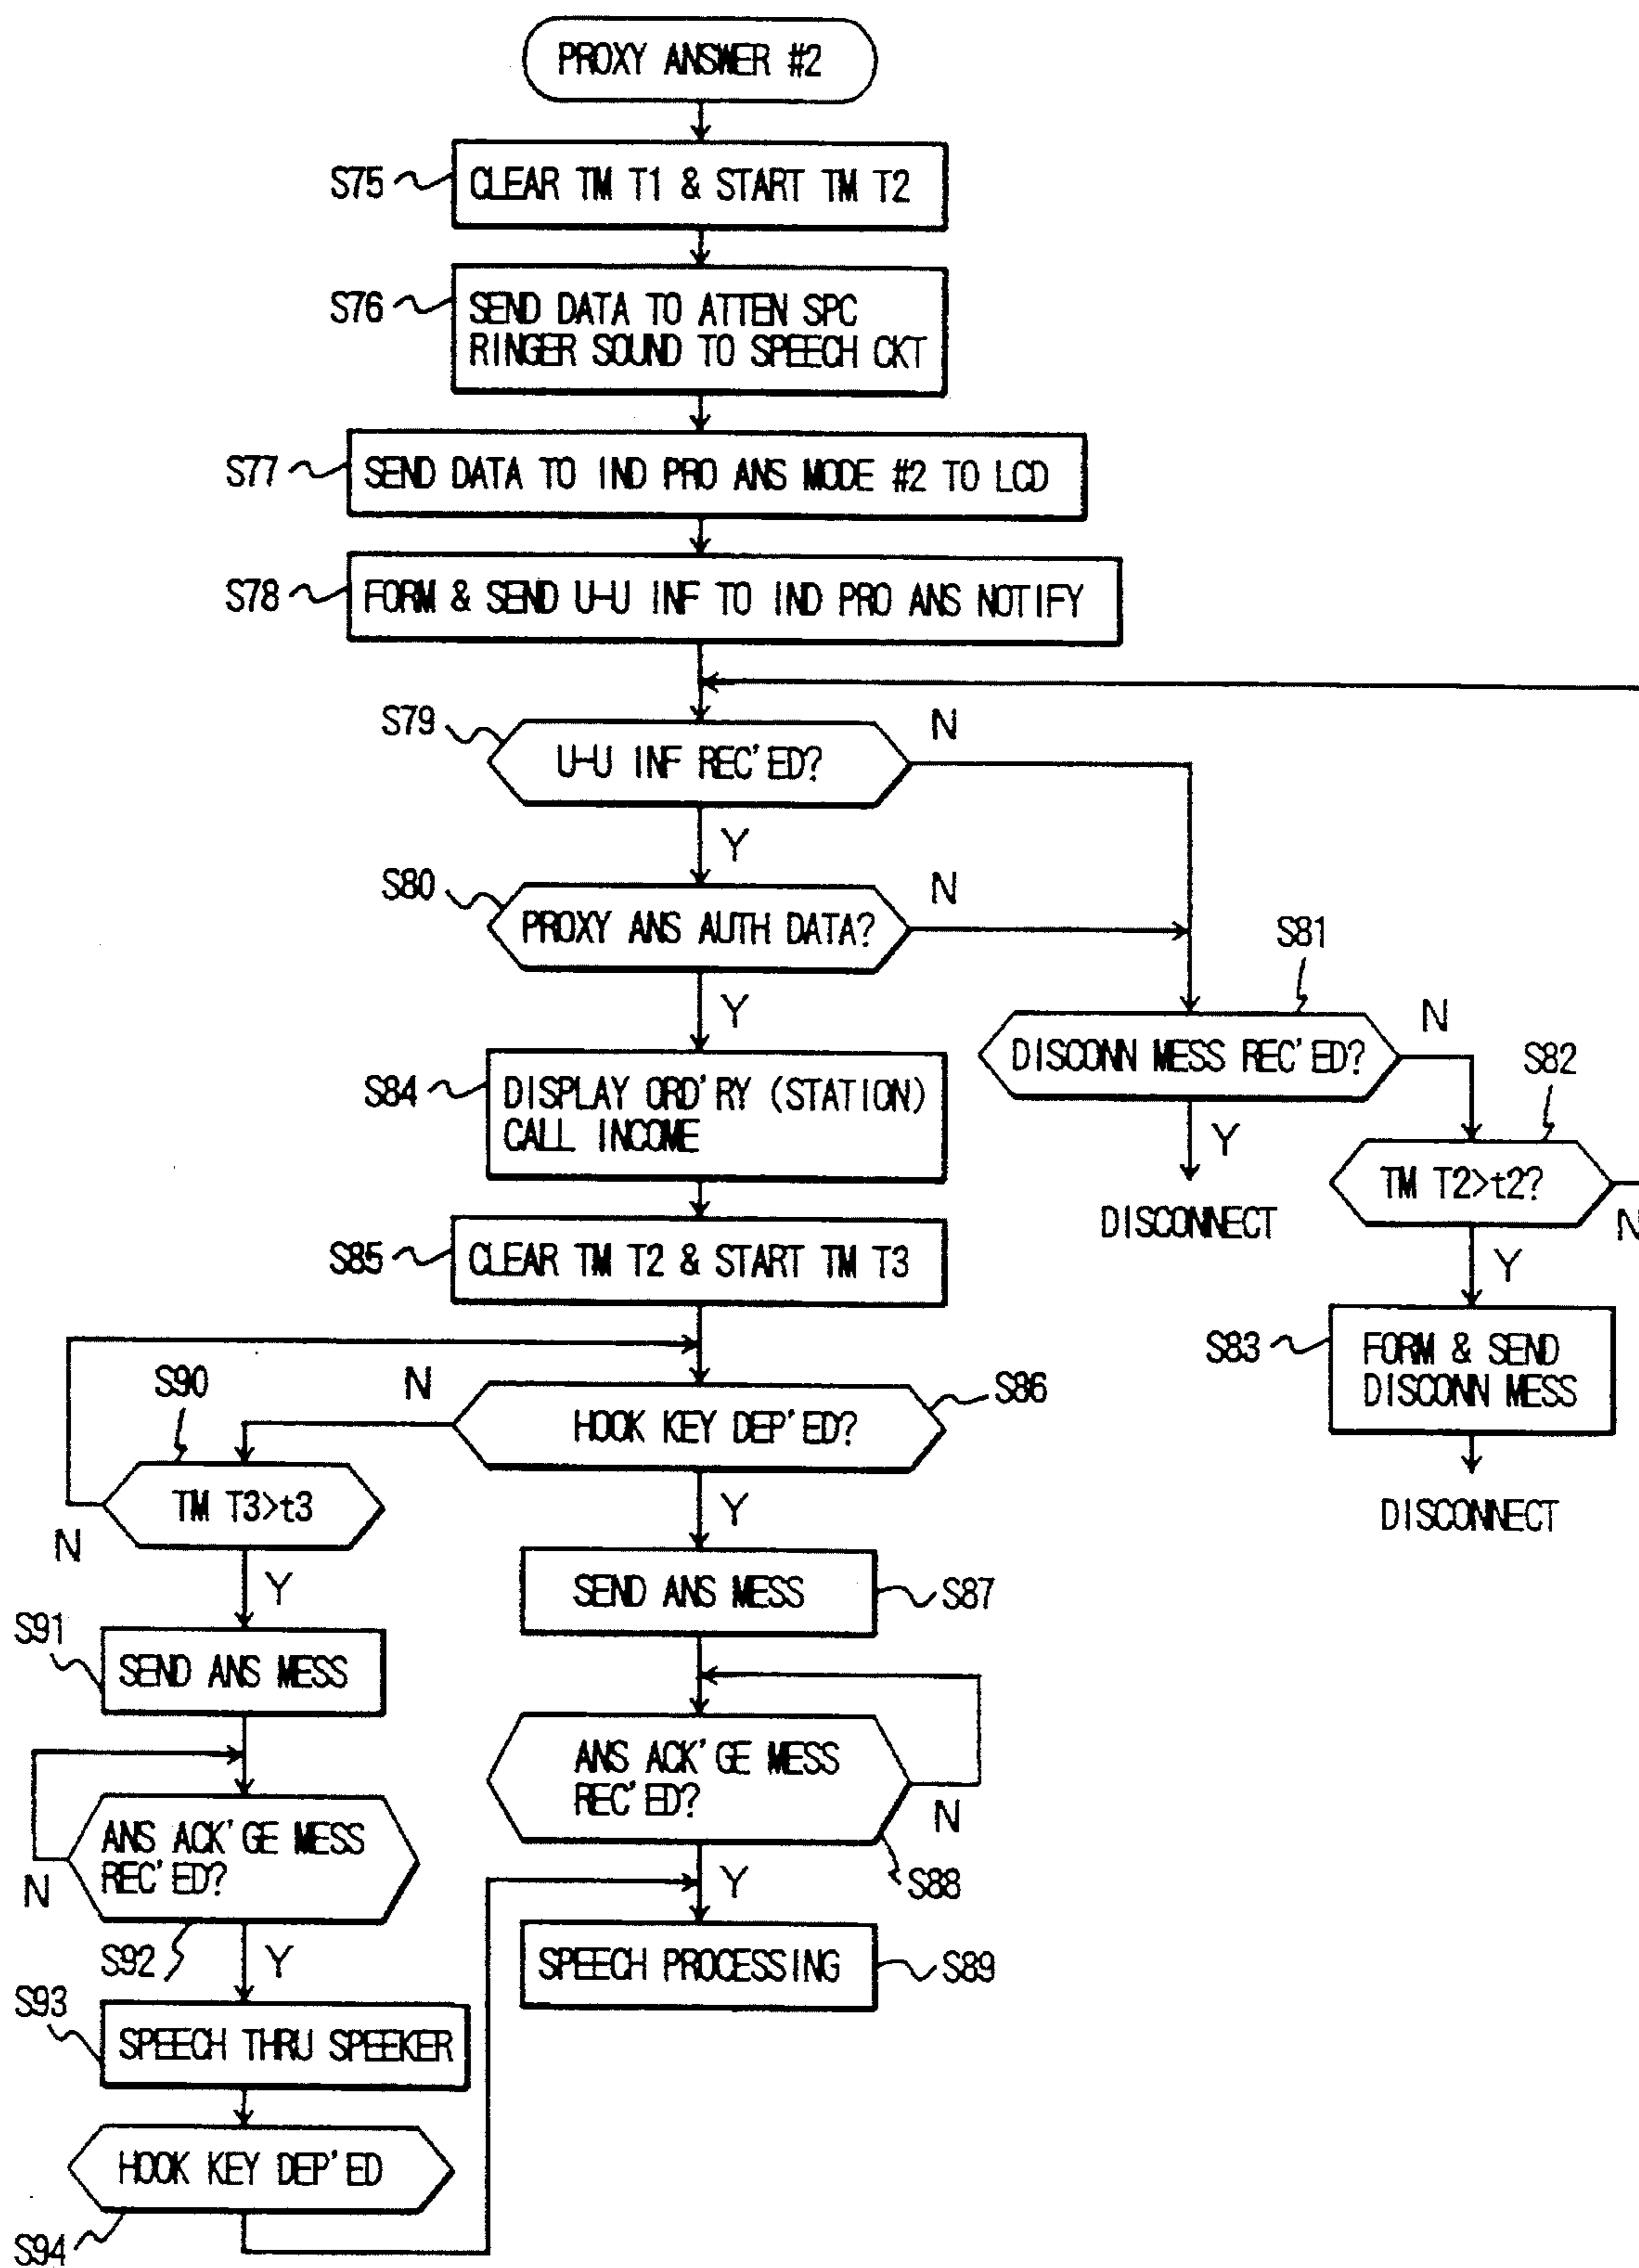 PROXY ANSWER #2
S75
CLEAR TM T1 & START TM T2
S76
SEND DATA TO ATTEN SPC
RINGER SOUND TO SPEECH CKT
S77
SEND DATA TO IND PRO ANS MODE #2 TO LCD
S78
FORM & SEND U-U INF TO IND PRO ANS NOTIFY
S79
U-U INF REC'ED?
N
Y
S80
PROXY ANS AUTH DATA?
N
Y
S81
DISCONN MESS REC'ED?
N
Y
DISCONNECT
S82
TM T2>t2?
N
Y
S83
FORM & SEND
DISCONN MESS
DISCONNECT
S84
DISPLAY ORD'RY (STATION)
CALL INCOME
S85
CLEAR TM T2 & START TM T3
S86
HOOK KEY DEP'ED?
N
Y
S90
TM T3>t3
N
Y
S87
SEND ANS MESS
S91
SEND ANS MESS
S88
ANS ACK'GE MESS
REC'ED?
N
Y
S92
ANS ACK'GE MESS
REC'ED?
N
Y
S89
SPEECH PROCESSING
S93
SPEECH THRU SPEEKER
S94
HOOK KEY DEP'ED